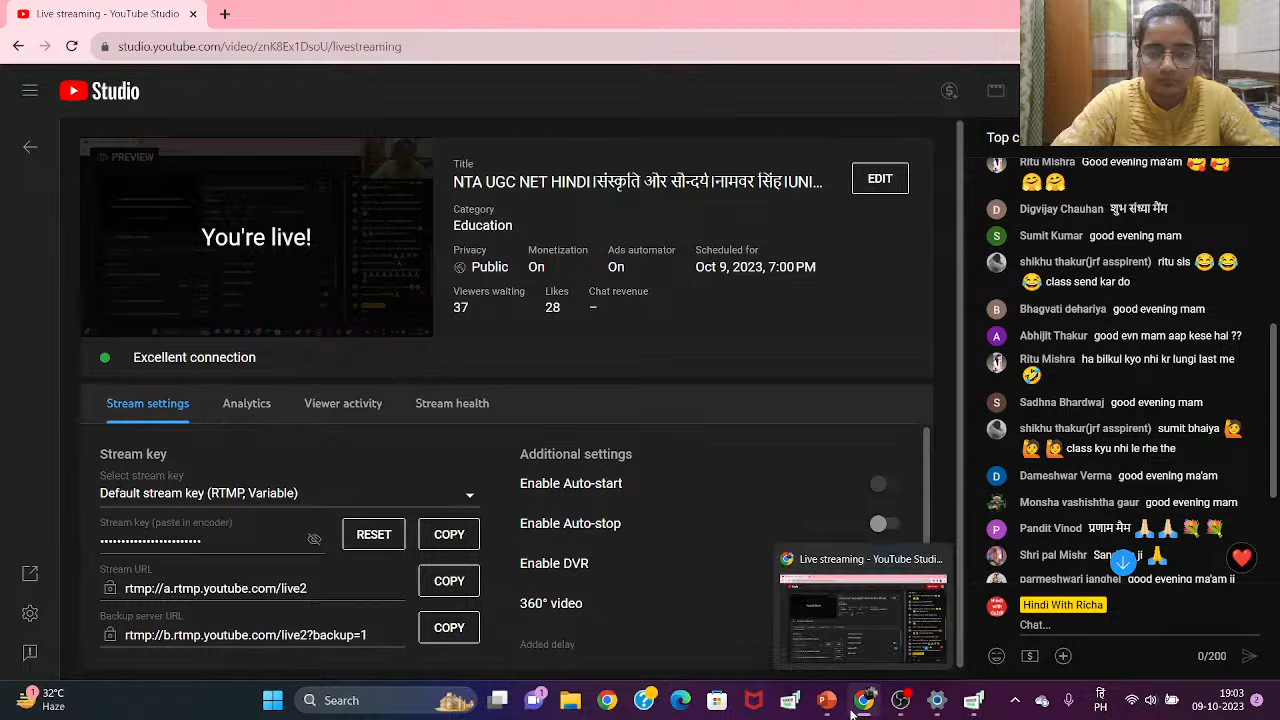 Live streaming - YouTube Studio
studio.youtube.com/video/znK8Ex1DsoU/livestreaming
Studio
PREVIEW
You're live!
Title
NTA UGC NET HINDI।संस्कृति और सौन्दर्य।नामवर सिंह।UNI...
EDIT
Category
Education
Privacy
Monetization
Ads automator
Scheduled for
Public
On
On
Oct 9, 2023, 7:00 PM
Viewers waiting
Likes
Chat revenue
37
28
–
Excellent connection
Stream settings
Analytics
Viewer activity
Stream health
Stream key
Select stream key
Default stream key (RTMP, Variable)
Stream key (paste in encoder)
••••••••••••••••••••
RESET
COPY
Stream URL
rtmp://a.rtmp.youtube.com/live2
COPY
Backup server URL
rtmp://b.rtmp.youtube.com/live2?backup=1
COPY
Additional settings
Enable Auto-start
Enable Auto-stop
Enable DVR
360° video
Added delay
Live streaming - YouTube Studi...
Top c
Ritu Mishra Good evening ma'am 🥰 🥰
🤗 🤗
D Digvijay Chauhan शुभ संध्या मैंम
S Sumit Kumar good evening mam
shikhu thakur(jrf asspirent) ritu sis 😂 😂
😂 class send kar do
B Bhagvati dehariya good evening mam
A Abhijit Thakur good evn mam aap kese hai ??
Ritu Mishra ha bilkul kyo nhi kr lungi last me
🤣
S Sadhna Bhardwaj good evening mam
shikhu thakur(jrf asspirent) sumit bhaiya 🙋
🙋 🙋 class kyu nhi le rhe the
D Dameshwar Verma good evening ma'am
Monsha vashishtha gaur good evening mam
P Pandit Vinod प्रणाम मैम 🙏 🙏 💐 💐
Shri pal Mishr ji 🙏
good evening mam ji
Hindi With Richa
Chat...
0/200
32°C
Haze
Search
हि
PH
19:03
09-10-2023